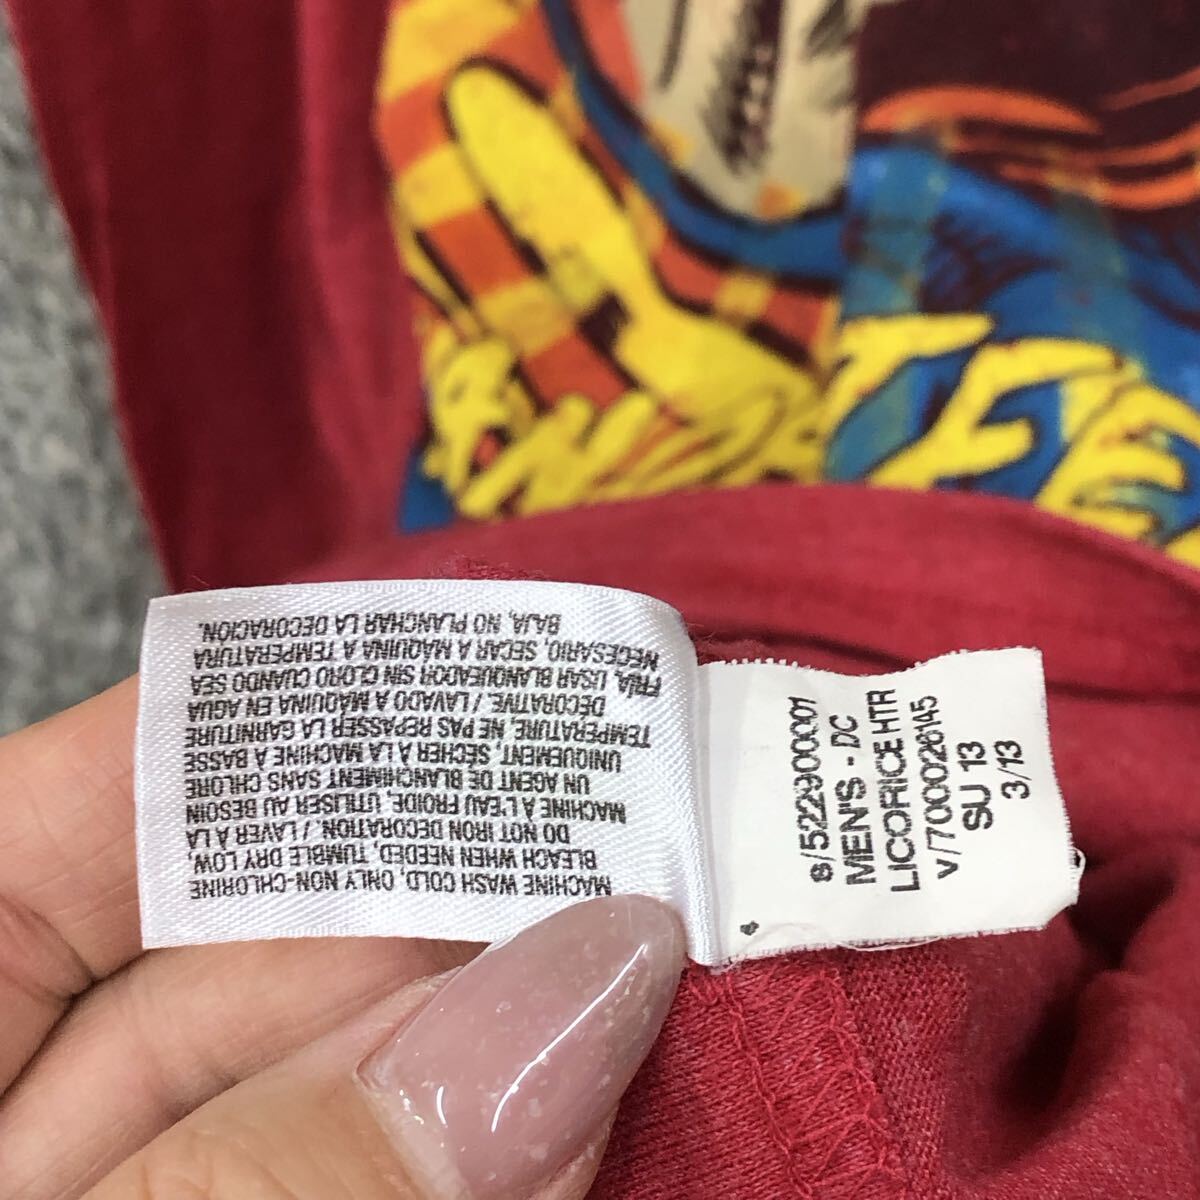 MACHINE WASH COLD, ONLY NON-CHLORINE
BLEACH WHEN NEEDED, TUMBLE DRY LOW,
DO NOT IRON DECORATION. / LAVER À LA
MACHINE À L'EAU FROIDE, UTILISER AU BESOIN
UN AGENT DE BLANCHIMENT SANS CHLORE
UNIQUEMENT, SÉCHER À LA MACHINE À BASSE
TEMPÉRATURE, NE PAS REPASSER LA GARNITURE
DÉCORATIVE. / LAVADO A MÁQUINA EN AGUA
FRÍA, USAR BLANQUEADOR SIN CLORO CUANDO SEA
NECESARIO, SECAR A MÁQUINA A TEMPERATURA
BAJA, NO PLANCHAR LA DECORACIÓN.
8/522900001
MEN'S - DC
LICORICE HTR
V/7000026145
SU 13
3/13